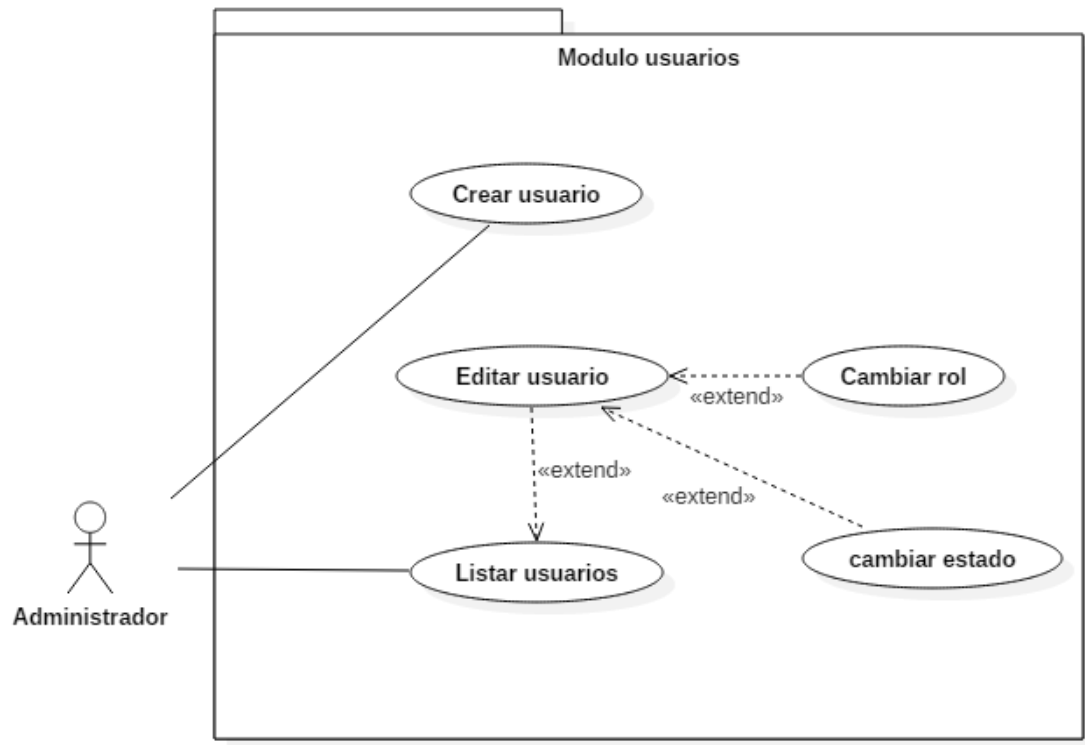 Modulo usuarios
Crear usuario
Editar usuario
Cambiar rol
«extend»
«extend»
«extend»
Listar usuarios
cambiar estado
Administrador